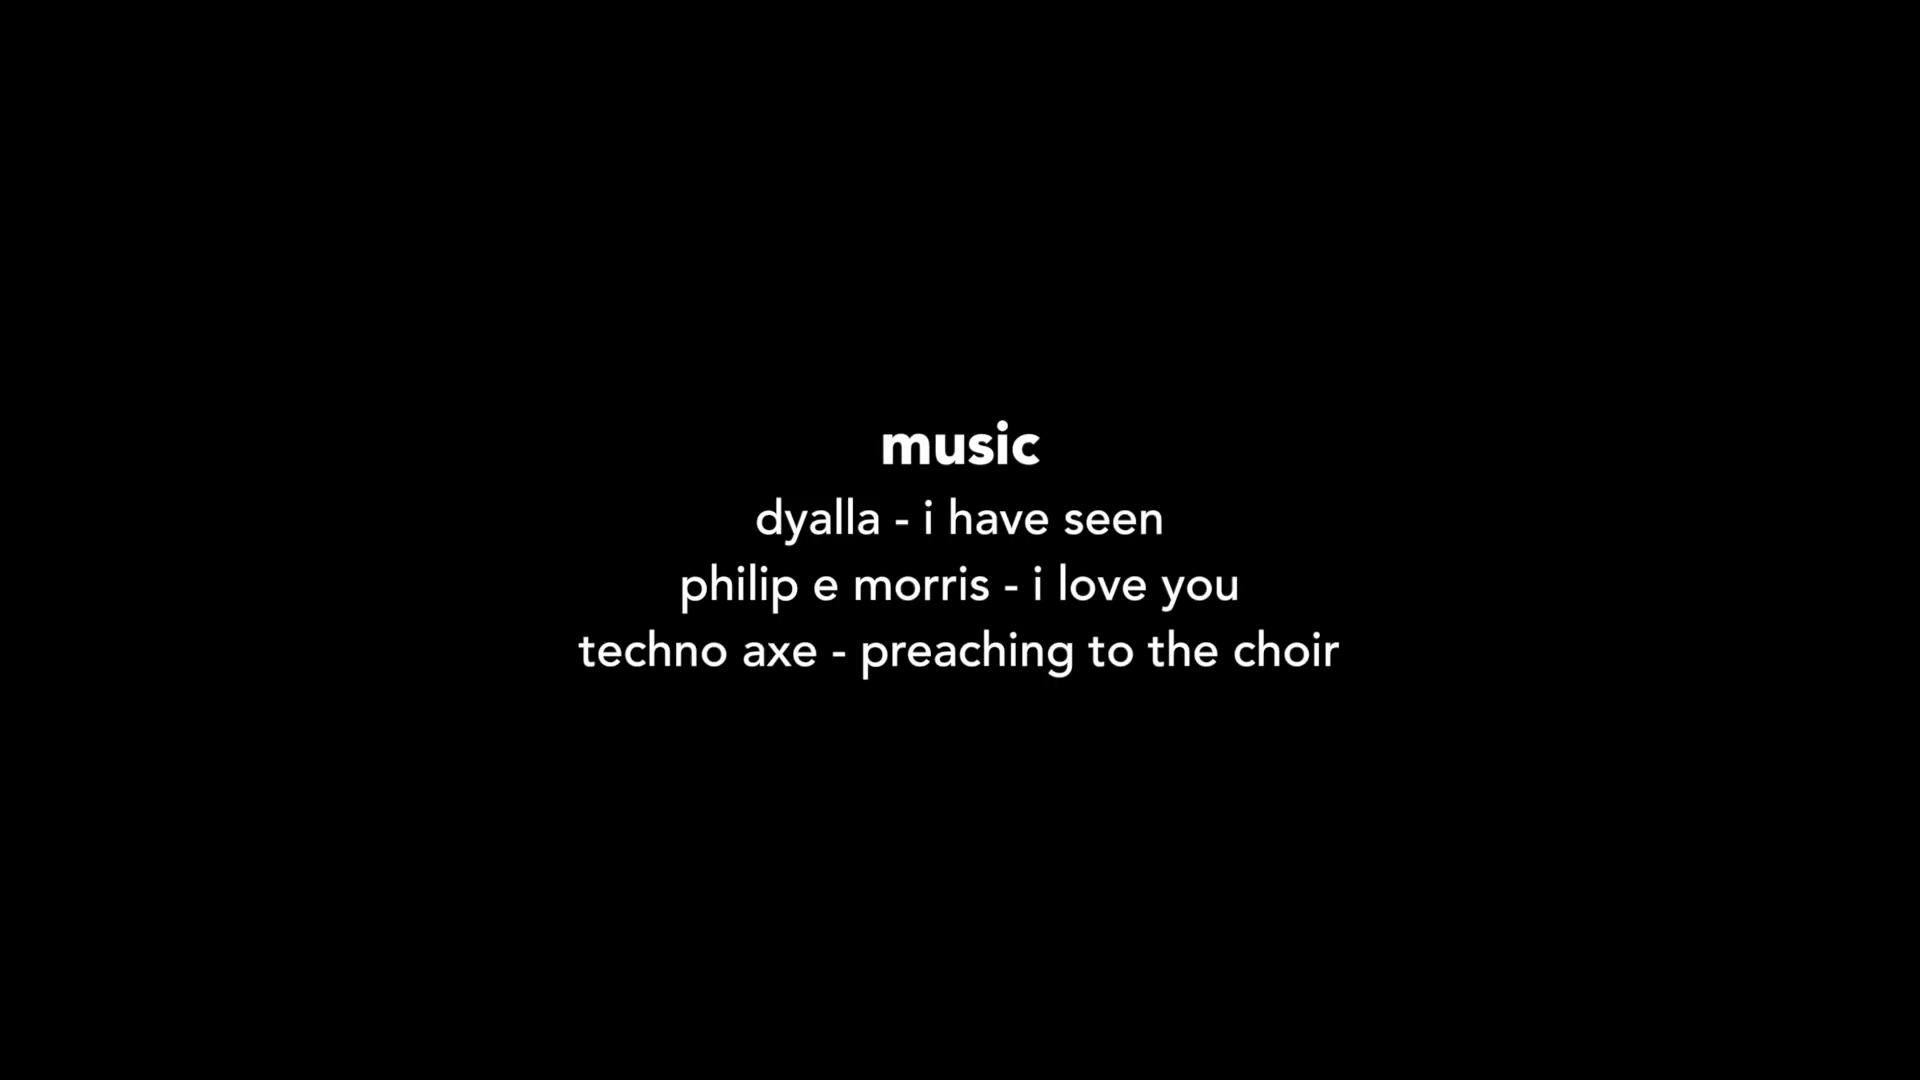 music
dyalla - i have seen
philip e morris - i love you
techno axe - preaching to the choir